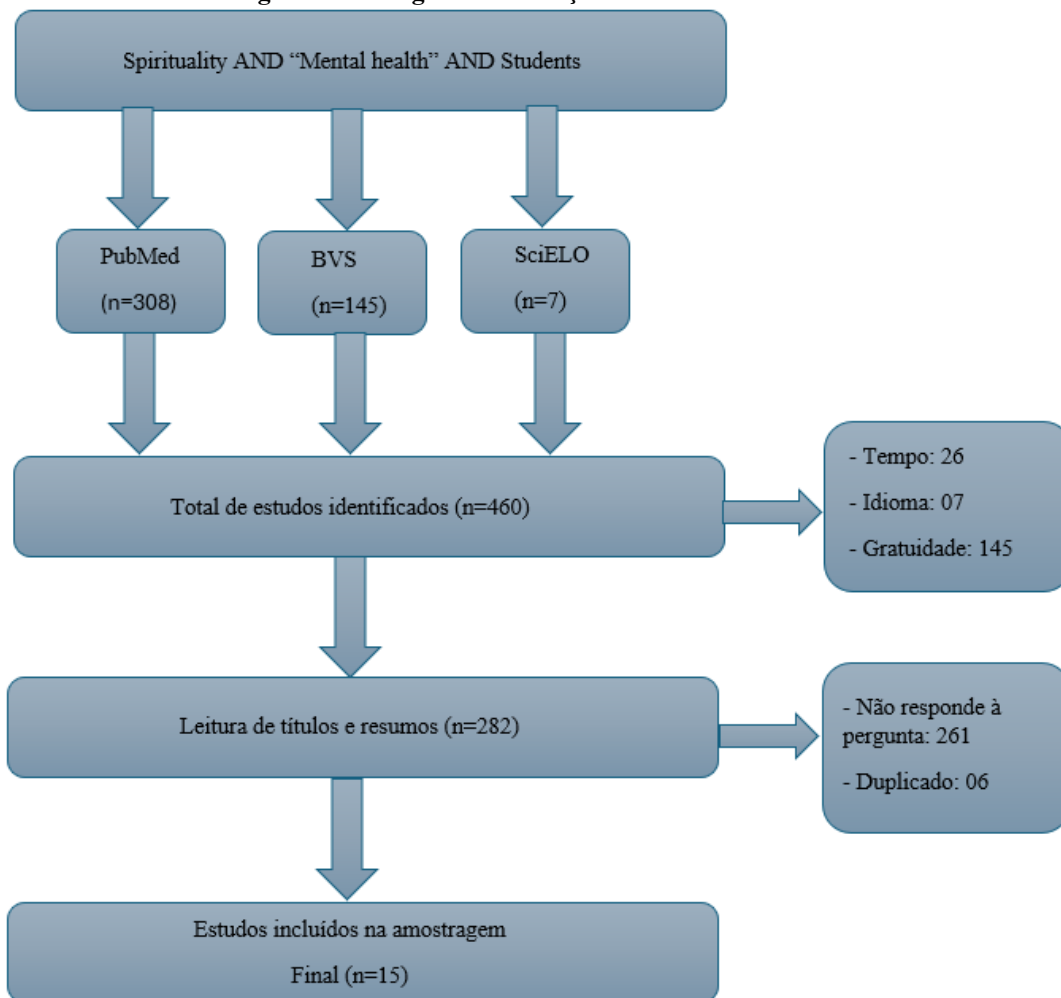 Spirituality AND “Mental health” AND Students
PubMed
(n=308)
BVS
(n=145)
SciELO
(n=7)
Total de estudos identificados (n=460)
- Tempo: 26
- Idioma: 07
- Gratuidade: 145
Leitura de títulos e resumos (n=282)
- Não responde à
pergunta: 261
- Duplicado: 06
Estudos incluídos na amostragem
Final (n=15)